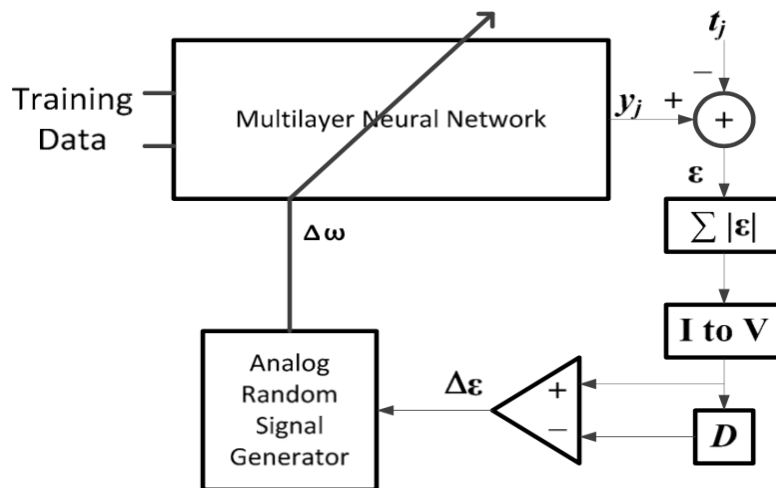 t_j
−
Training
Data
Multilayer Neural Network
y_j
+
+
ε
Δω
∑ |ε|
I to V
Analog
Random
Signal
Generator
Δε
+
−
D